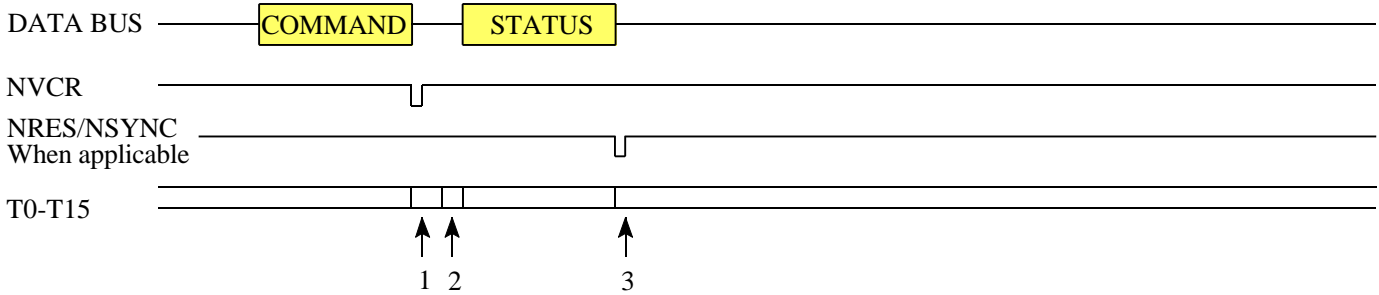 DATA BUS
COMMAND
STATUS
NVCR
NRES/NSYNC
When applicable
T0-T15
1 2 3